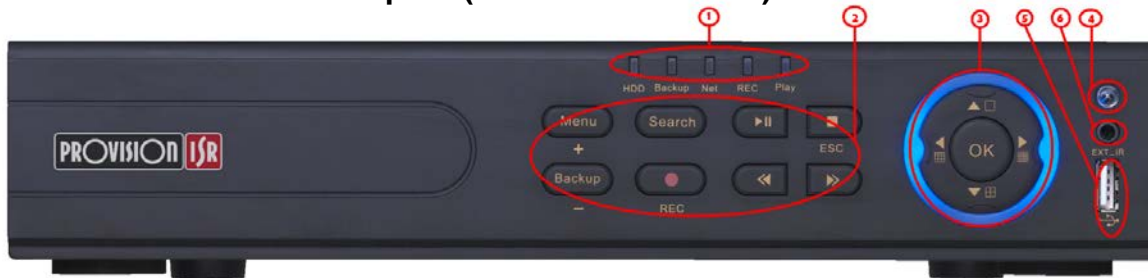 1 2 3 5 6 4
HDD Backup Net REC Play
Menu Search
+ ESC
PROVISION ISR
OK
EXT_IR
Backup
− REC